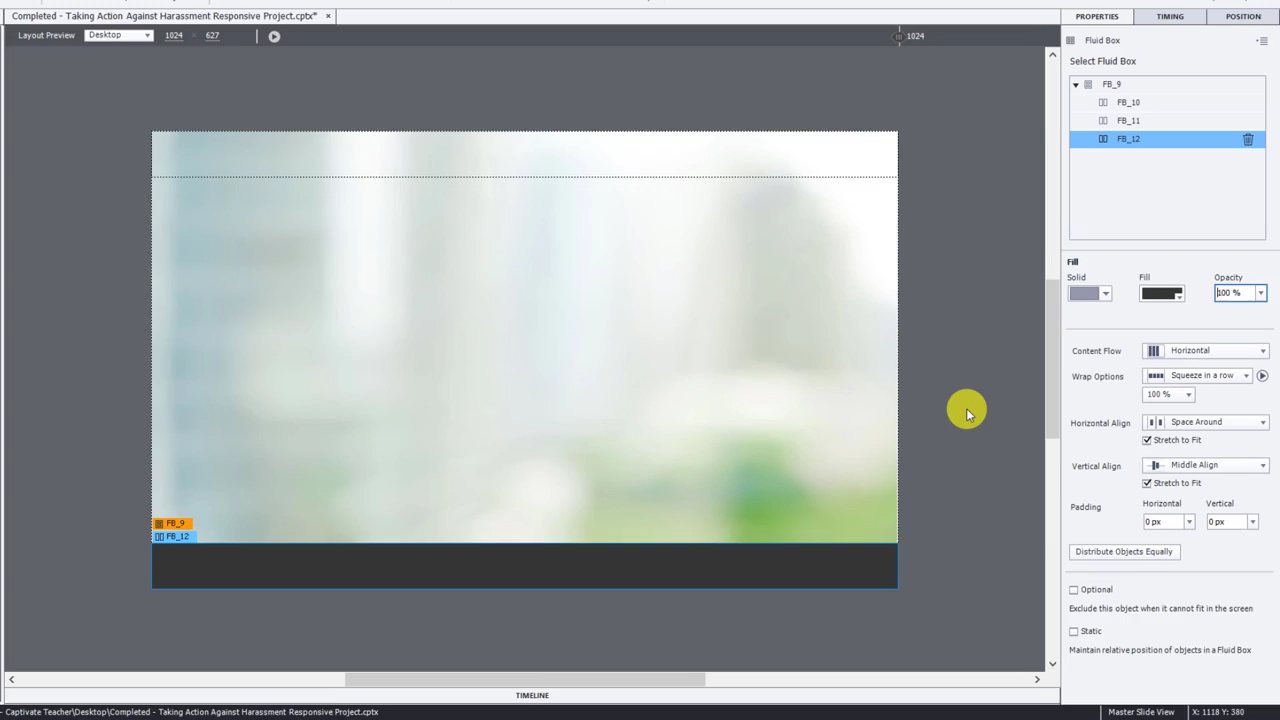 Completed - Taking Action Against Harassment Responsive Project.cptx* ×
PROPERTIES TIMING POSITION
Layout Preview Desktop 1024 × 627 1024
Fluid Box
Select Fluid Box
FB_9
FB_10
FB_11
FB_12
Fill
Solid Fill Opacity
100 %
Content Flow Horizontal
Wrap Options Squeeze in a row
100 %
Horizontal Align Space Around
Stretch to Fit
Vertical Align Middle Align
Stretch to Fit
Padding Horizontal Vertical
0 px 0 px
FB_9
FB_12
Distribute Objects Equally
Optional
Exclude this object when it cannot fit in the screen
Static
Maintain relative position of objects in a Fluid Box
TIMELINE
- Captivate Teacher\Desktop\Completed - Taking Action Against Harassment Responsive Project.cptx Master Slide View X: 1118 Y: 380